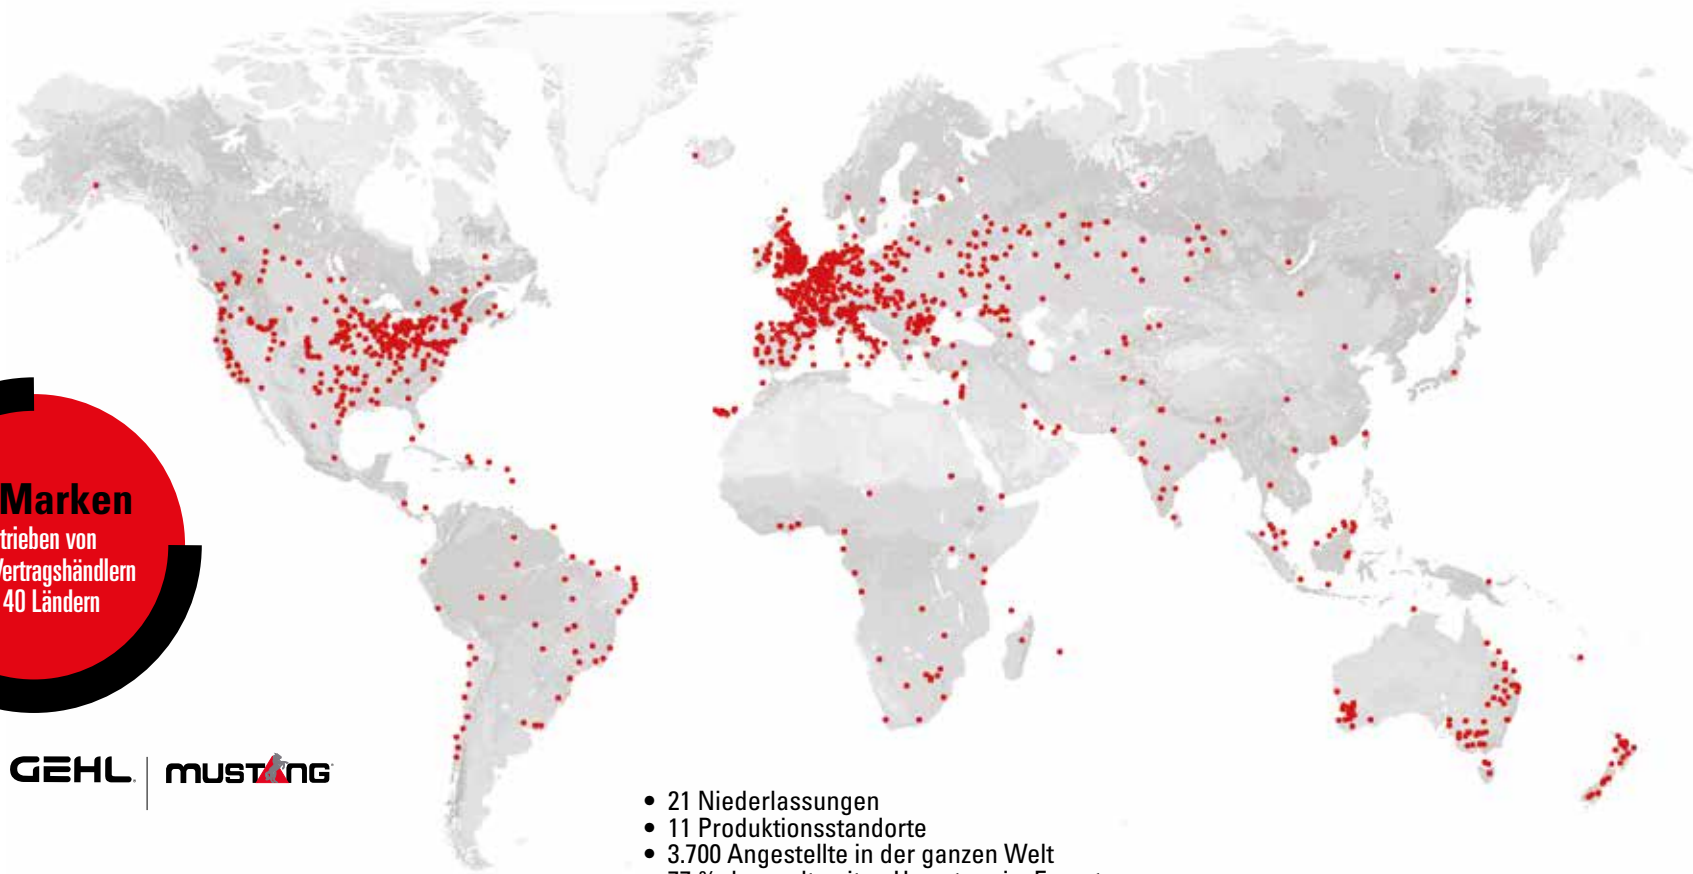 Marken
trieben von
Vertragshändlern
40 Ländern
GEHL
MUSTANG
• 21 Niederlassungen
• 11 Produktionsstandorte
• 3.700 Angestellte in der ganzen Welt